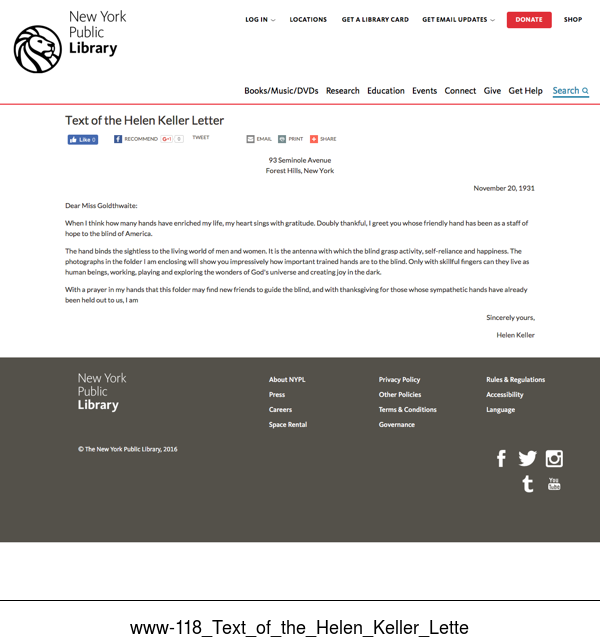 New York
Public
Library
LOG IN
LOCATIONS
GET A LIBRARY CARD
GET EMAIL UPDATES
DONATE
SHOP
Books/Music/DVDs Research Education Events Connect Give Get Help Search
Text of the Helen Keller Letter
Like 0
RECOMMEND
G+1 0
TWEET
EMAIL
PRINT
SHARE
93 Seminole Avenue
Forest Hills, New York
November 20, 1931
Dear Miss Goldthwaite:
When I think how many hands have enriched my life, my heart sings with gratitude. Doubly thankful, I greet you whose friendly hand has been as a staff of
hope to the blind of America.
The hand binds the sightless to the living world of men and women. It is the antenna with which the blind grasp activity, self-reliance and happiness. The
photographs in the folder I am enclosing will show you impressively how important trained hands are to the blind. Only with skillful fingers can they live as
human beings, working, playing and exploring the wonders of God's universe and creating joy in the dark.
With a prayer in my hands that this folder may find new friends to guide the blind, and with thanksgiving for those whose sympathetic hands have already
been held out to us, I am
Sincerely yours,
Helen Keller
New York
Public
Library
About NYPL
Press
Careers
Space Rental
Privacy Policy
Other Policies
Terms & Conditions
Governance
Rules & Regulations
Accessibility
Language
© The New York Public Library, 2016
You
Tube
www-118_Text_of_the_Helen_Keller_Lette